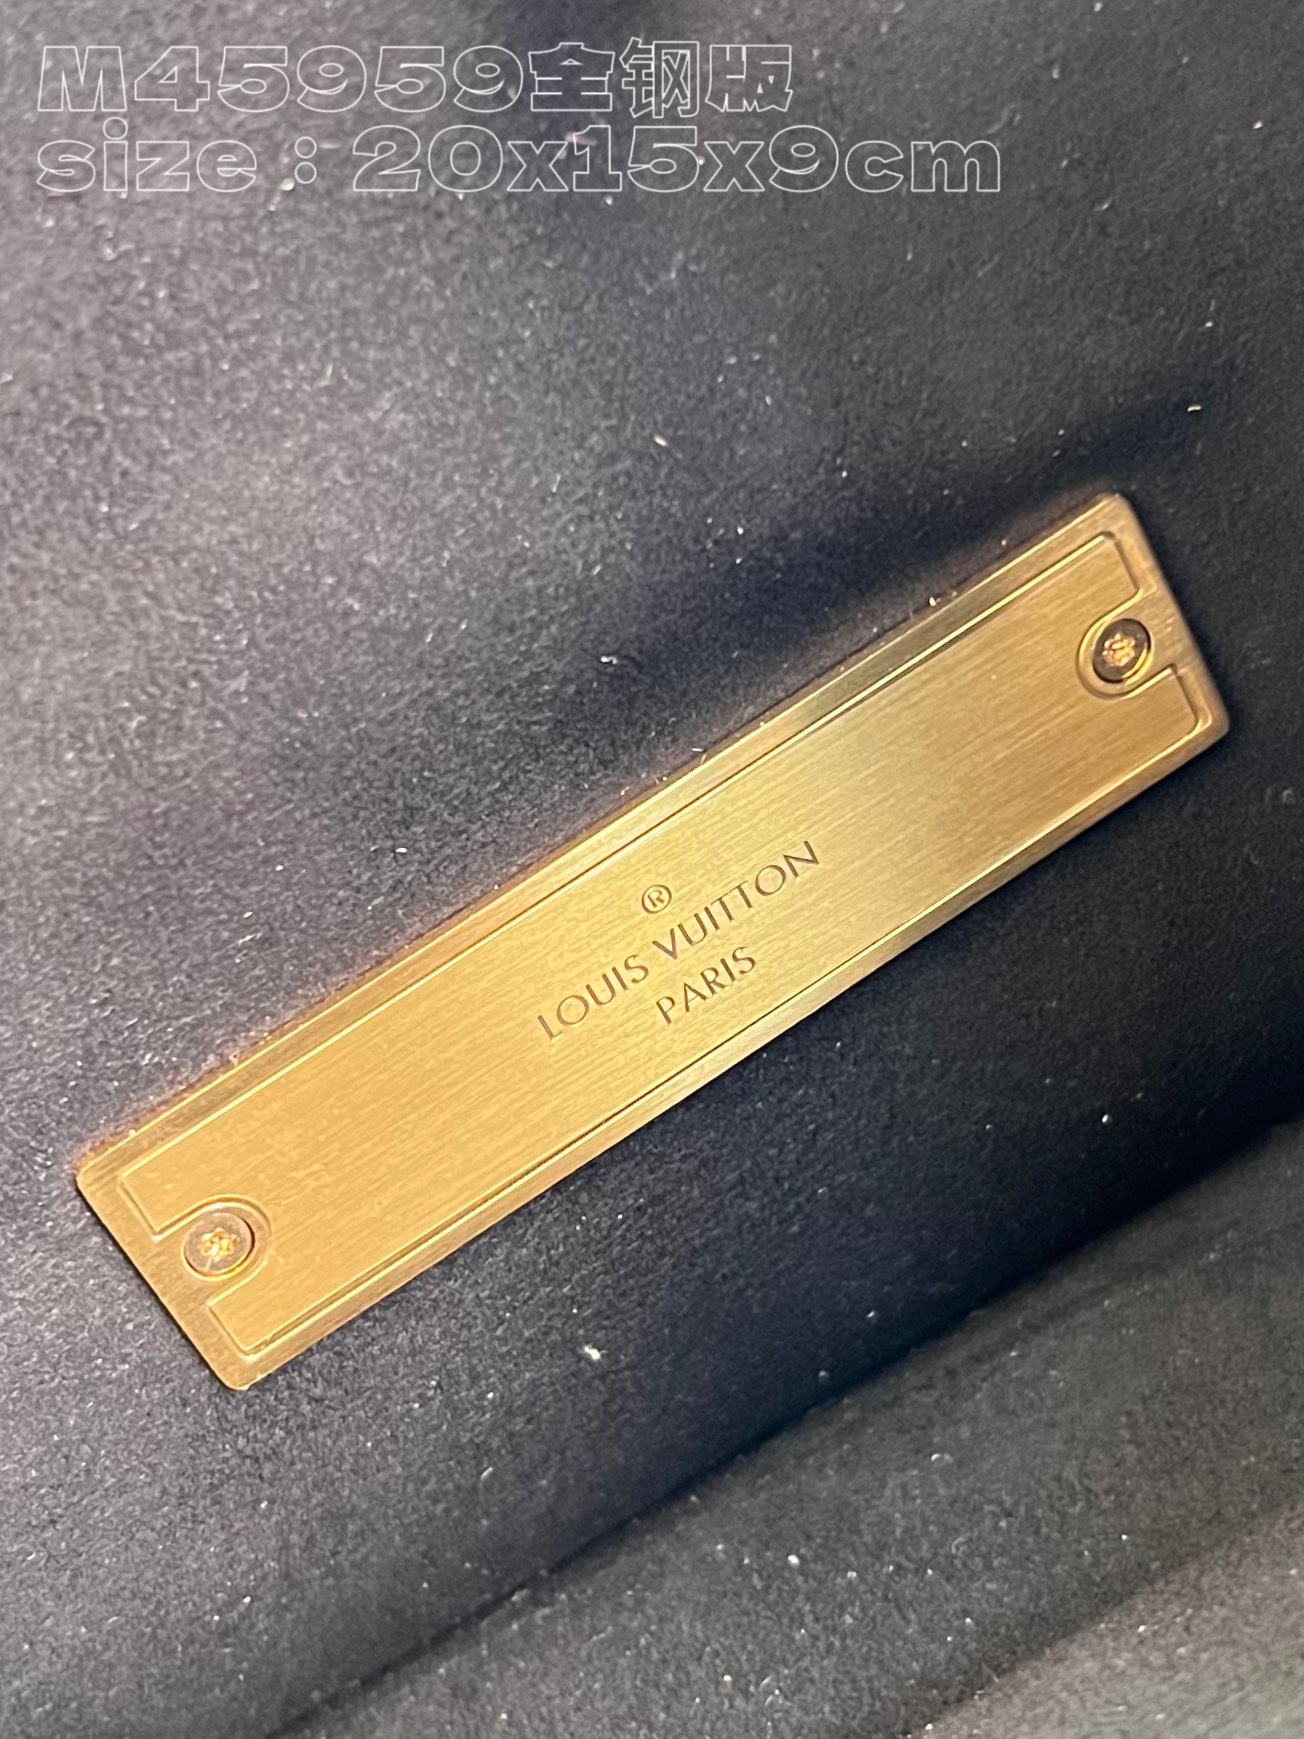 M45959全钢版
size：20x15x9cm
®
LOUIS VUITTON
PARIS